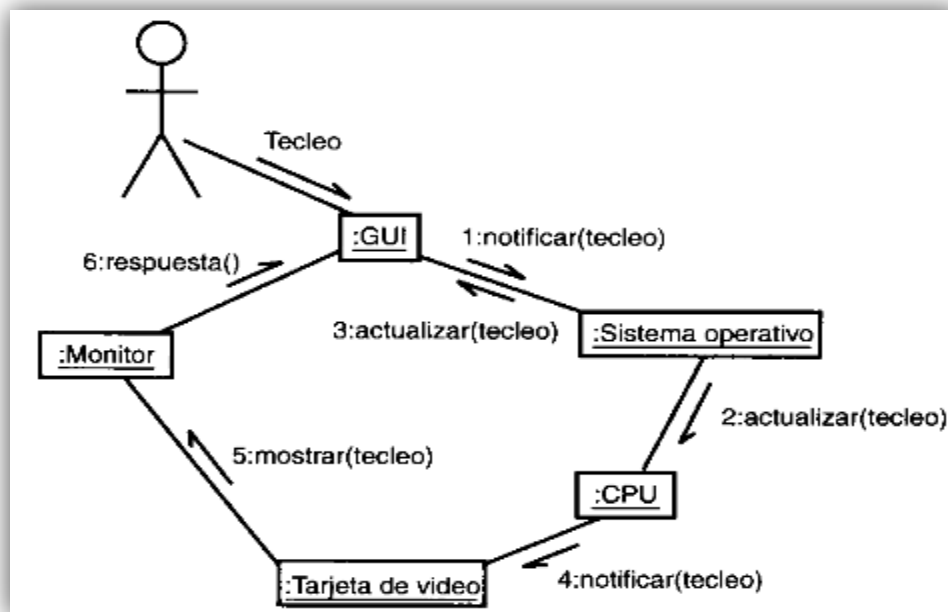 Tecleo
:GUI
1:notificar(tecleo)
6:respuesta()
3:actualizar(tecleo)
:Sistema operativo
:Monitor
2:actualizar(tecleo)
5:mostrar(tecleo)
:CPU
:Tarjeta de video
4:notificar(tecleo)